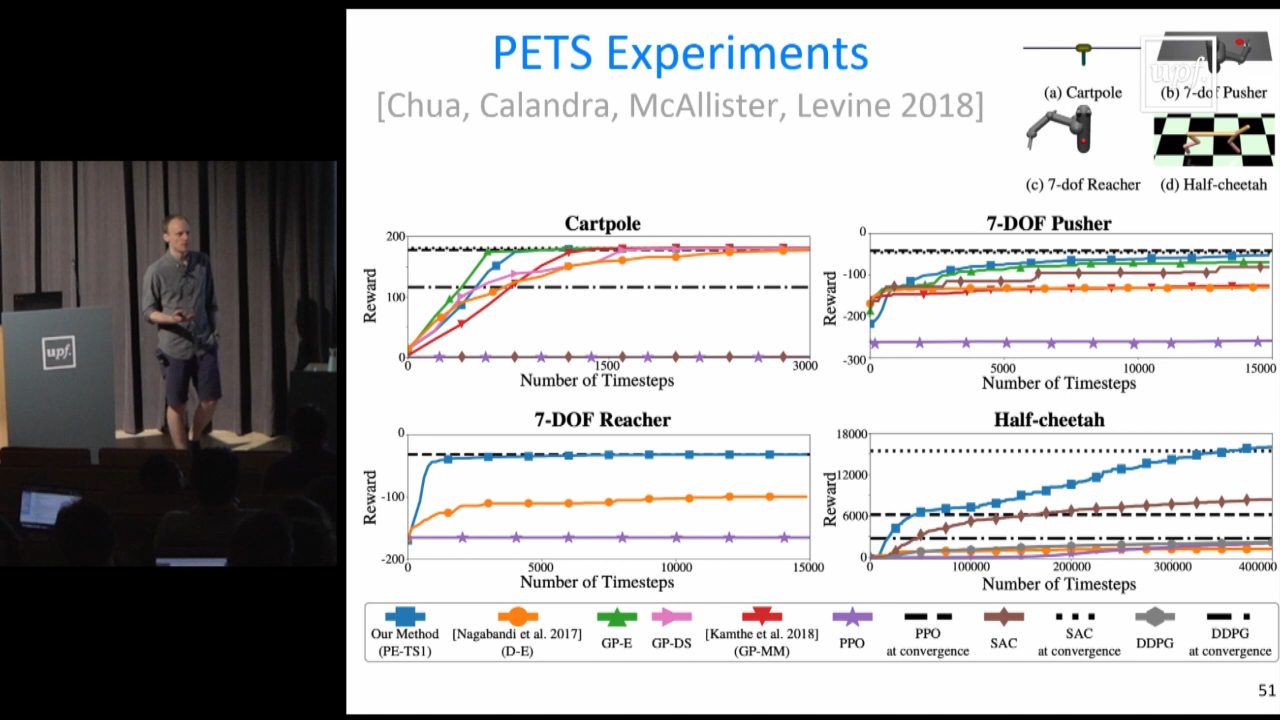 PETS Experiments
[Chua, Calandra, McAllister, Levine 2018]
(a) Cartpole
(b) 7-dof Pusher
(c) 7-dof Reacher
(d) Half-cheetah
upf.
upf.
Cartpole
Reward
200
100
0
0
1500
3000
Number of Timesteps
7-DOF Pusher
Reward
0
-100
-200
-300
0
5000
10000
15000
Number of Timesteps
7-DOF Reacher
Reward
0
-100
-200
0
5000
10000
15000
Number of Timesteps
Half-cheetah
Reward
18000
12000
6000
0
0
100000
200000
300000
400000
Number of Timesteps
Our Method
(PE-TS1)
[Nagabandi et al. 2017]
(D-E)
GP-E
GP-DS
[Kamthe et al. 2018]
(GP-MM)
PPO
PPO
at convergence
SAC
SAC
at convergence
DDPG
DDPG
at convergence
51